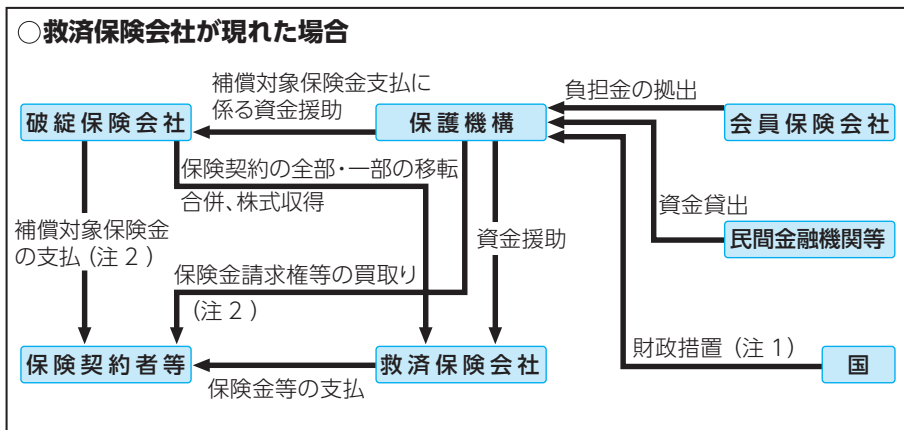 ○救済保険会社が現れた場合
補償対象保険金支払に
係る資金援助
負担金の拠出
破綻保険会社
保護機構
会員保険会社
保険契約の全部・一部の移転
合併、株式取得
資金貸出
補償対象保険金
の支払(注2)
資金援助
民間金融機関等
保険金請求権等の買取り
(注2)
財政措置(注1)
保険契約者等
救済保険会社
国
保険金等の支払